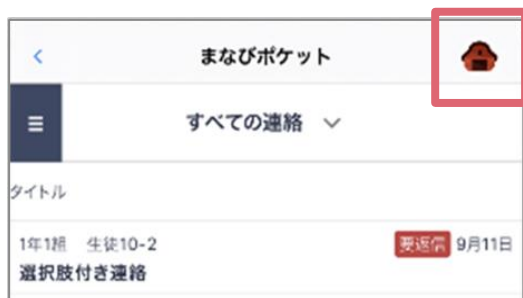 まなびポケット
すべての連絡
タイトル
1年1組 生徒10-2 要返信 9月11日
選択肢付き連絡